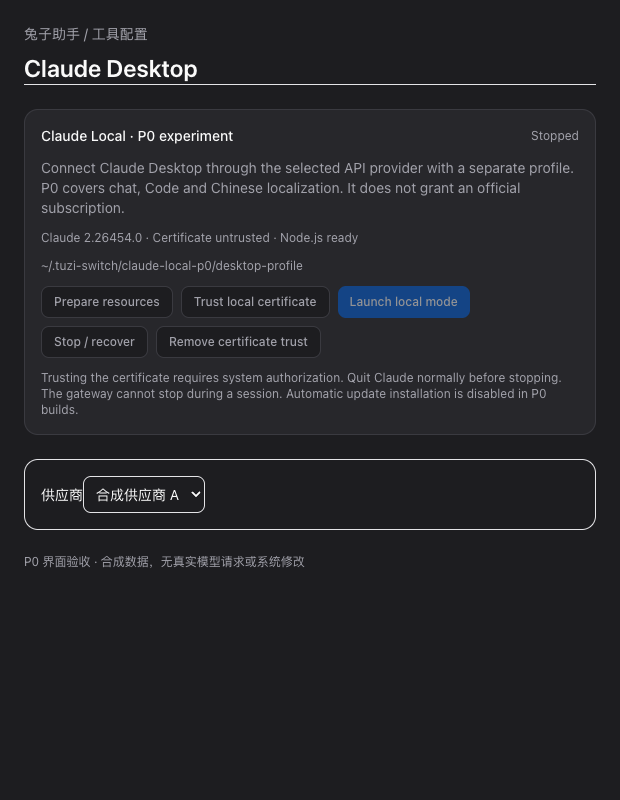 兔子助手 / 工具配置
Claude Desktop
Claude Local · P0 experiment
Stopped
Connect Claude Desktop through the selected API provider with a separate profile.
P0 covers chat, Code and Chinese localization. It does not grant an official
subscription.
Claude 2.26454.0 · Certificate untrusted · Node.js ready
~/.tuzi-switch/claude-local-p0/desktop-profile
Prepare resources
Trust local certificate
Launch local mode
Stop / recover
Remove certificate trust
Trusting the certificate requires system authorization. Quit Claude normally before stopping.
The gateway cannot stop during a session. Automatic update installation is disabled in P0
builds.
供应商 合成供应商 A
P0 界面验收 · 合成数据，无真实模型请求或系统修改